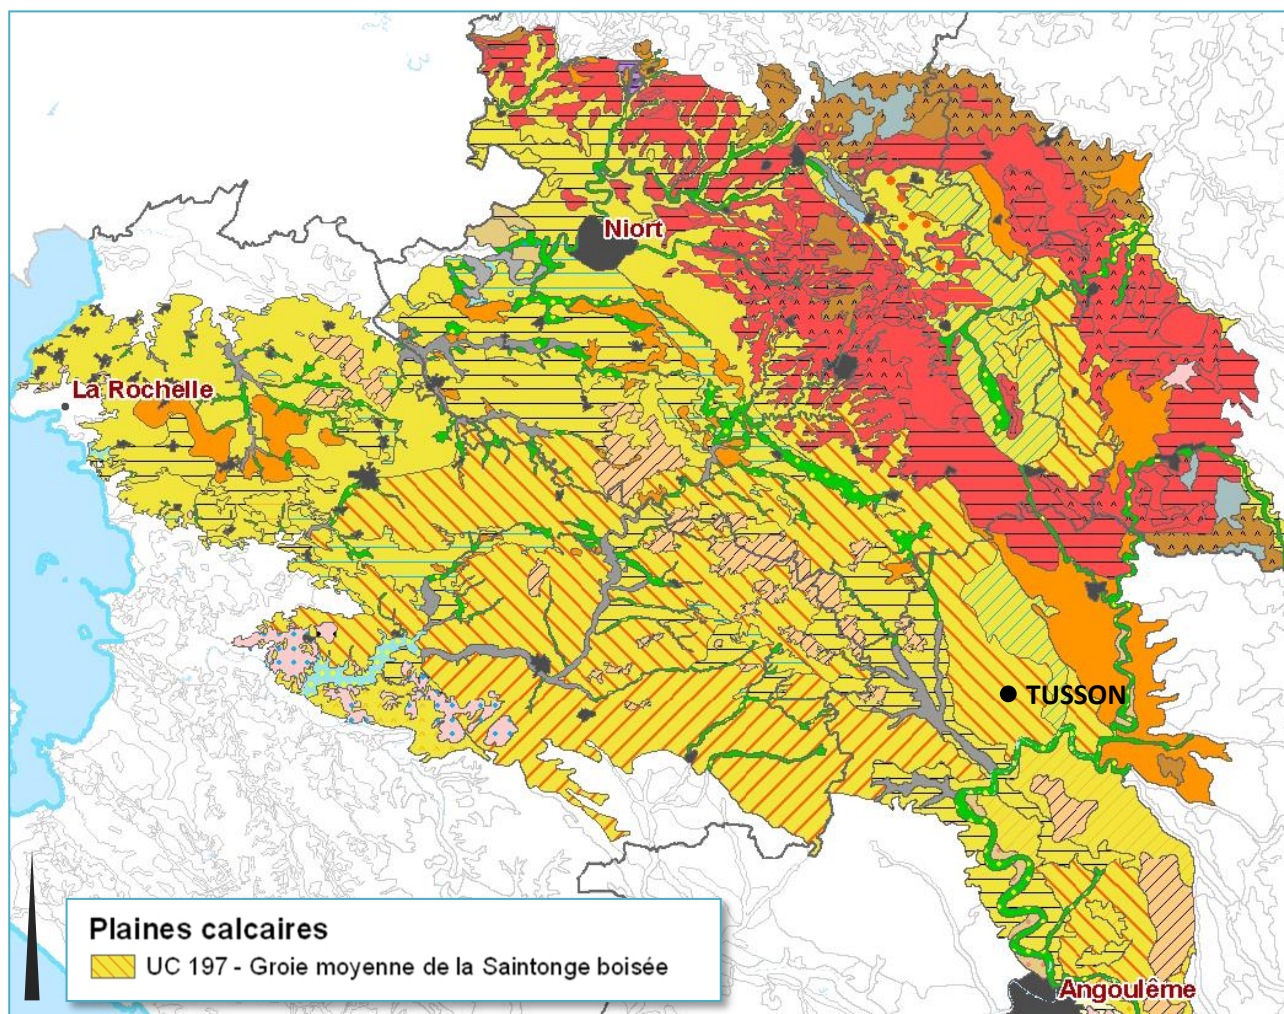 Niort
La Rochelle
TUSSON
Plaines calcaires
UC 197 - Groie moyenne de la Saintonge boisée
Angoulême